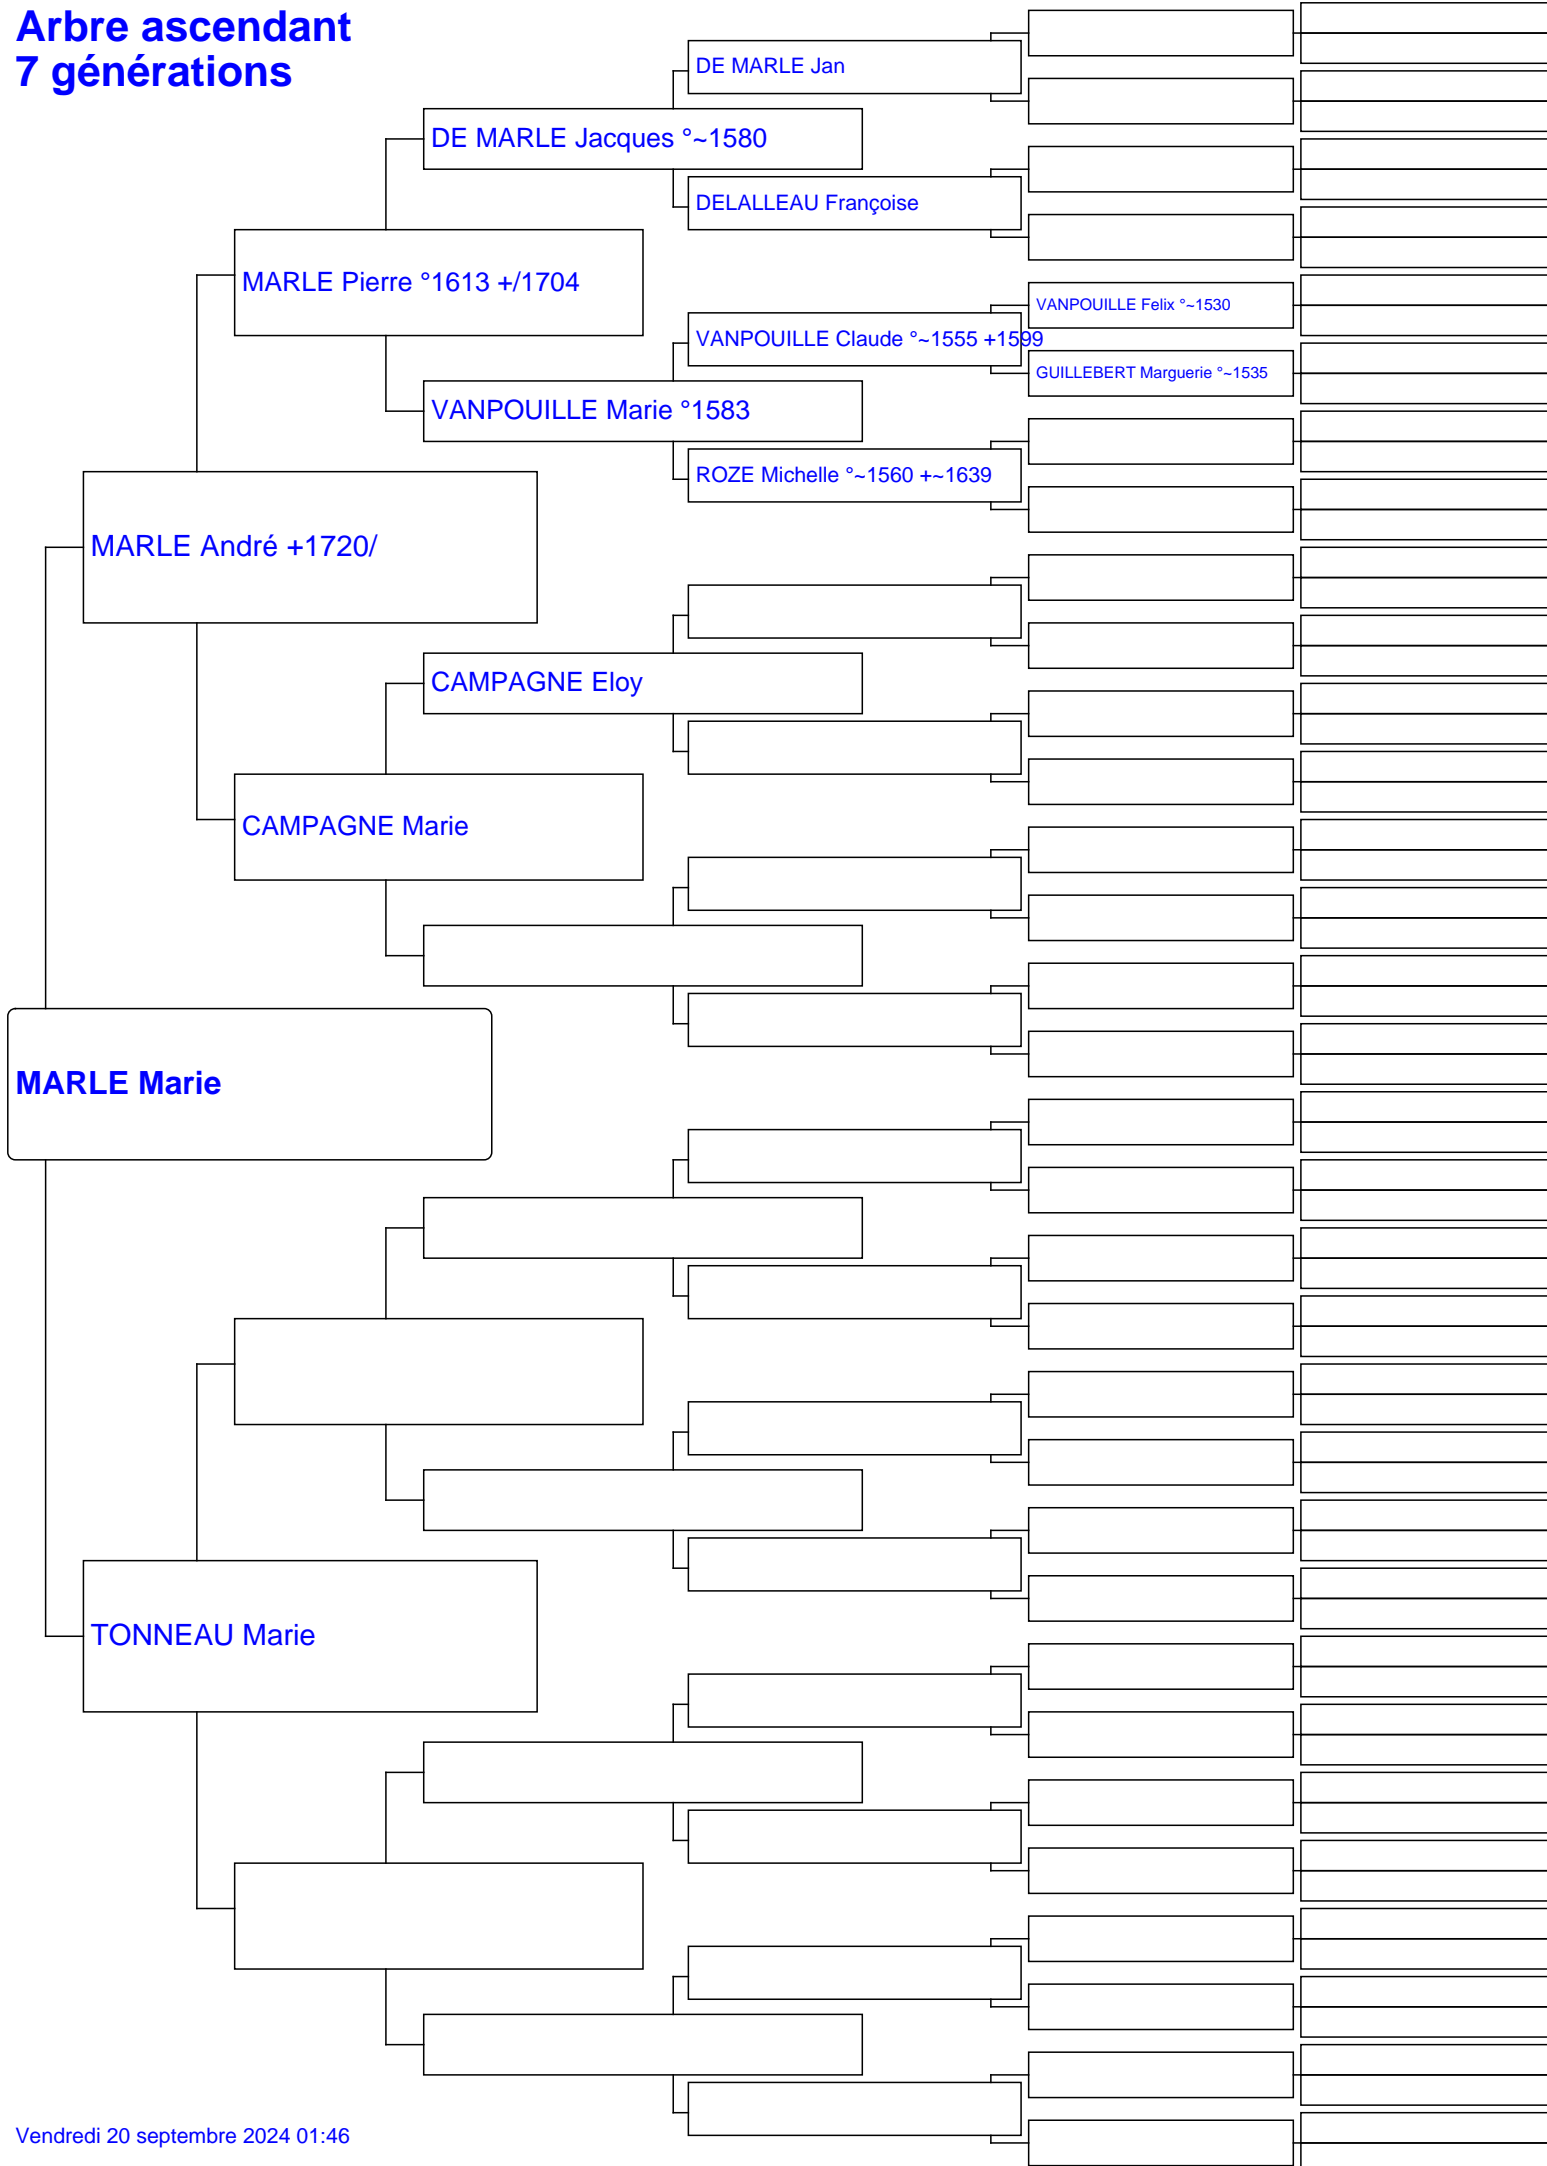 Arbre ascendant
7 générations
DE MARLE Jan
DE MARLE Jacques °~1580
DELALLEAU Françoise
MARLE Pierre °1613 +/1704
VANPOUILLE Felix °~1530
VANPOUILLE Claude °~1555 +1599
GUILLEBERT Marguerie °~1535
VANPOUILLE Marie °1583
ROZE Michelle °~1560 +~1639
MARLE André +1720/
CAMPAGNE Eloy
CAMPAGNE Marie
MARLE Marie
TONNEAU Marie
Vendredi 20 septembre 2024 01:46